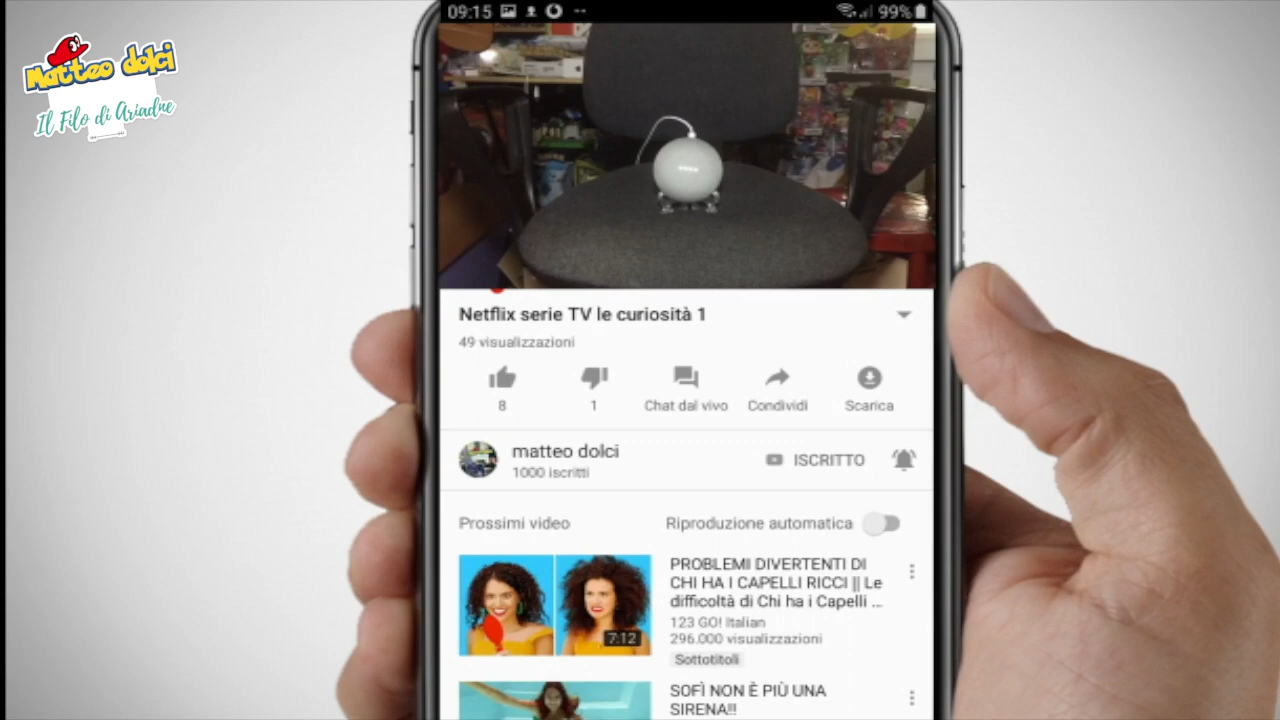 09:15
99%
Matteo dolci
Il Filo di Ariadne
Netflix serie TV le curiosità 1
49 visualizzazioni
8
1
Chat dal vivo
Condividi
Scarica
matteo dolci
1000 iscritti
ISCRITTO
Prossimi video
Riproduzione automatica
7:12
PROBLEMI DIVERTENTI DI
CHI HA I CAPELLI RICCI || Le
difficoltà di Chi ha i Capelli ...
123 GO! Italian
296.000 visualizzazioni
Sottotitoli
SOFÌ NON È PIÙ UNA
SIRENA!!